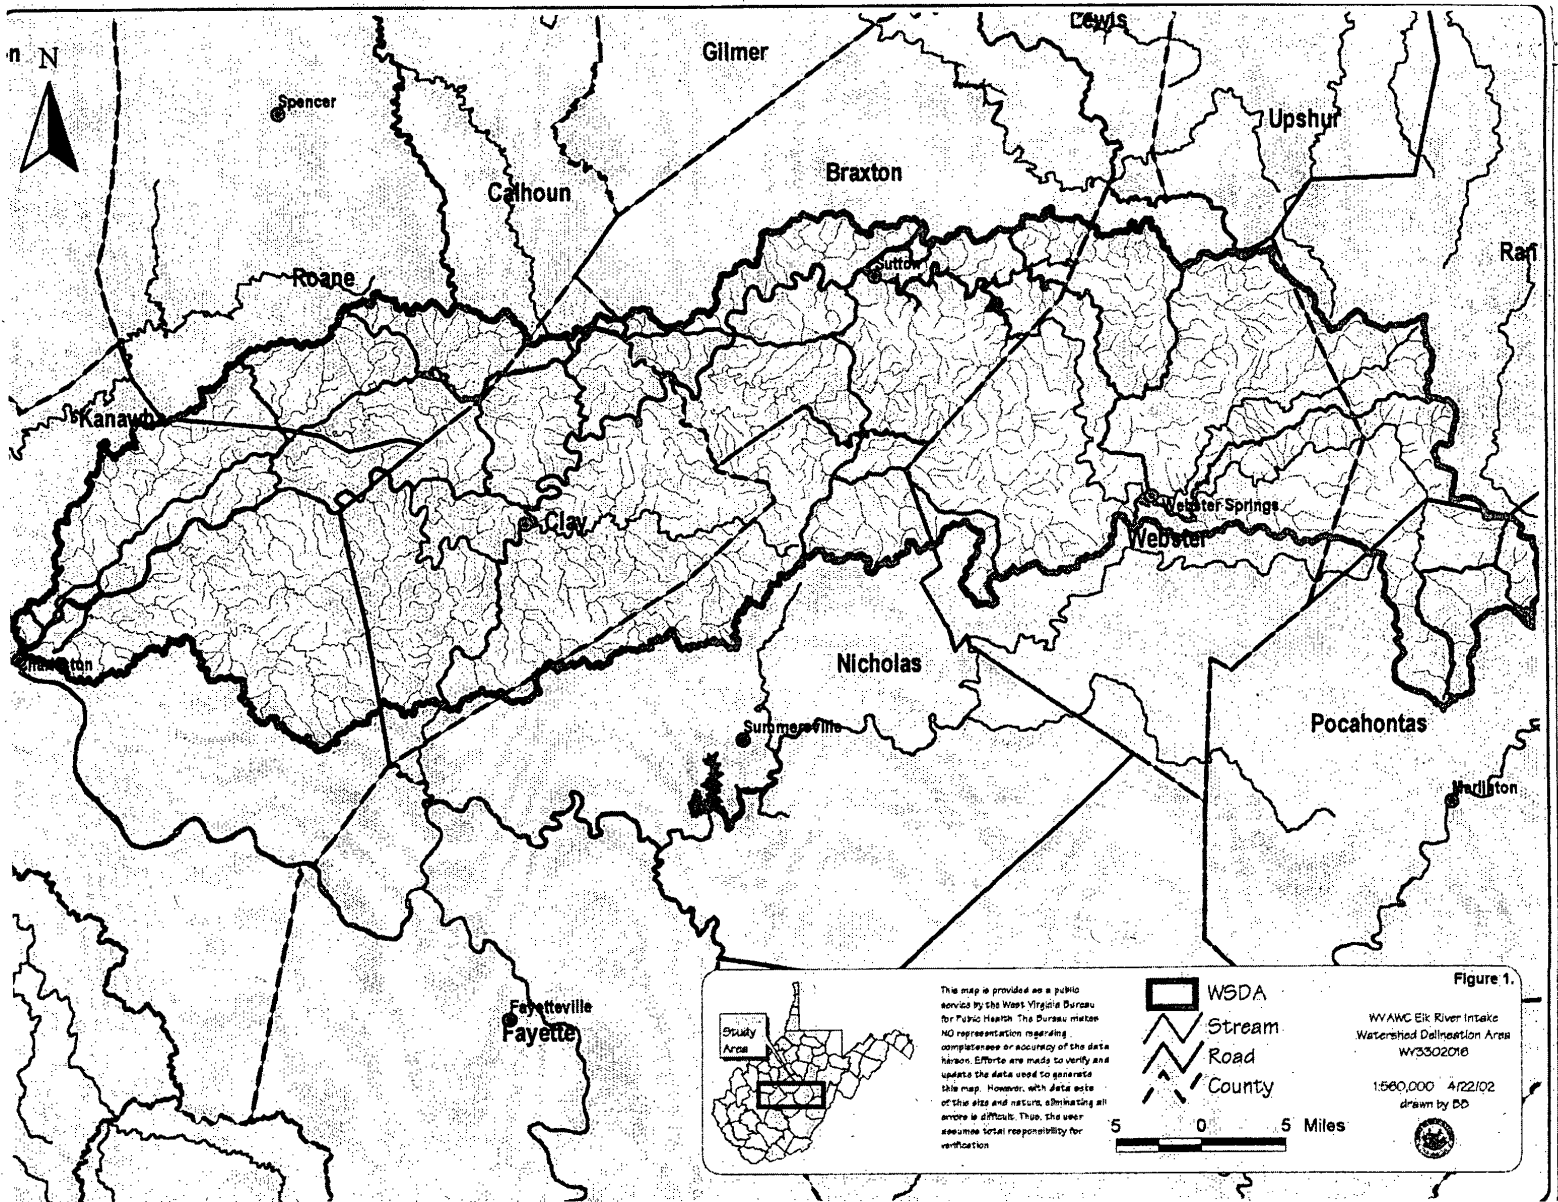 Lewis
n N
Gilmer
Spencer
Upshur
Braxton
Calhoun
Ran
Sutton
Roane
Kanawha
Webster Springs
Clay
Webster
Charleston
Nicholas
Pocahontas
Summersville
Marlinton
Fayetteville
Fayette
Study
Area
This map is provided as a public
service by the West Virginia Bureau
for Public Health. The Bureau makes
NO representation regarding
completeness or accuracy of the data
hereon. Efforts are made to verify and
update the data used to generate
this map. However, with data sets
of this size and nature, eliminating all
errors is difficult. Thus, the user
assumes total responsibility for
verification
WSDA
Stream
Road
County
5 0 5 Miles
Figure 1.
WVAWC Elk River Intake
Watershed Delineation Area
WV3302016
1:560,000 4/22/02
drawn by BB